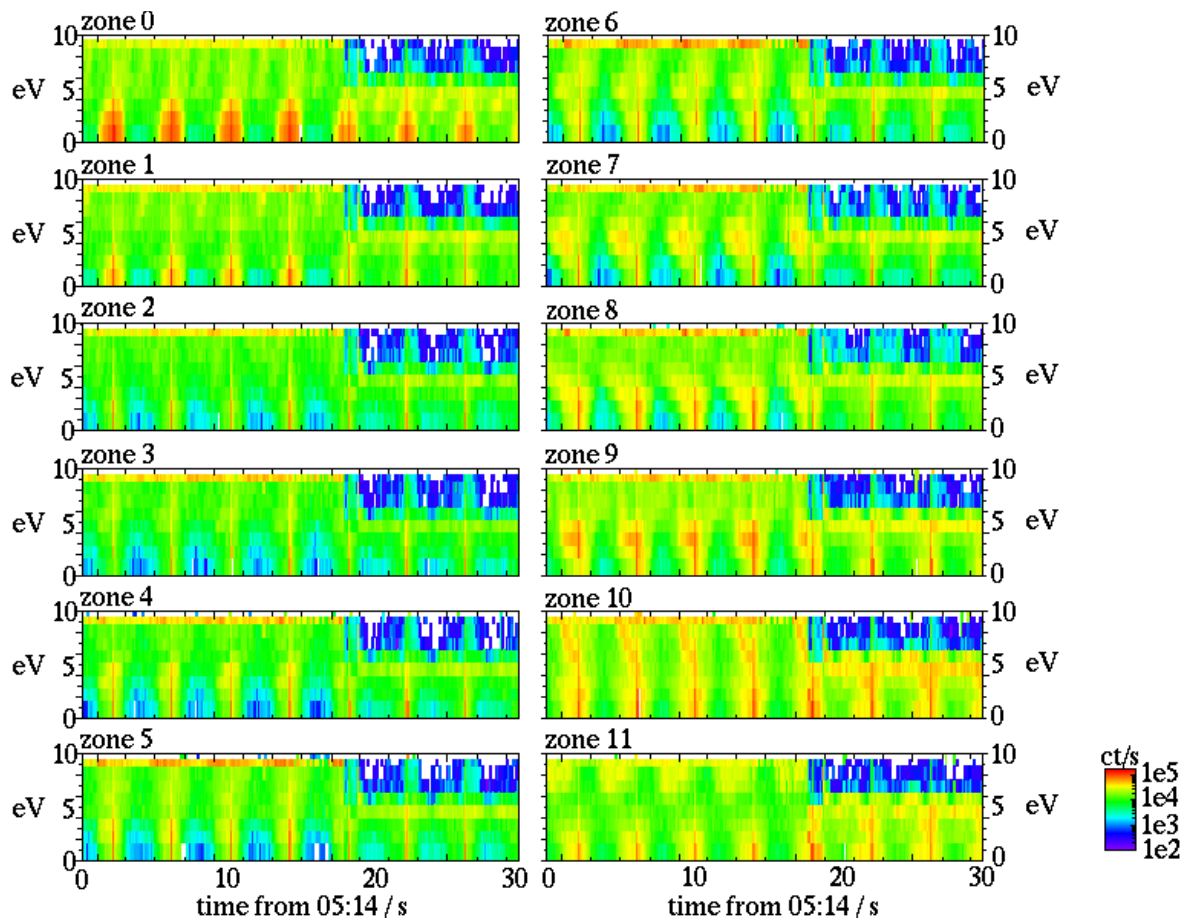 zone 0
10
eV
5
0
zone 1
10
5
0
zone 2
10
eV
5
0
zone 3
10
eV
5
0
zone 4
10
eV
5
0
zone 5
10
eV
5
0
0 10 20 30
time from 05:14 / s
zone 6
10
5 eV
0
zone 7
10
5 eV
0
zone 8
10
5 eV
0
zone 9
10
5 eV
0
zone 10
10
5 eV
0
zone 11
10
5 eV
0
0 10 20 30
time from 05:14 / s
ct/s
1e5
1e4
1e3
1e2